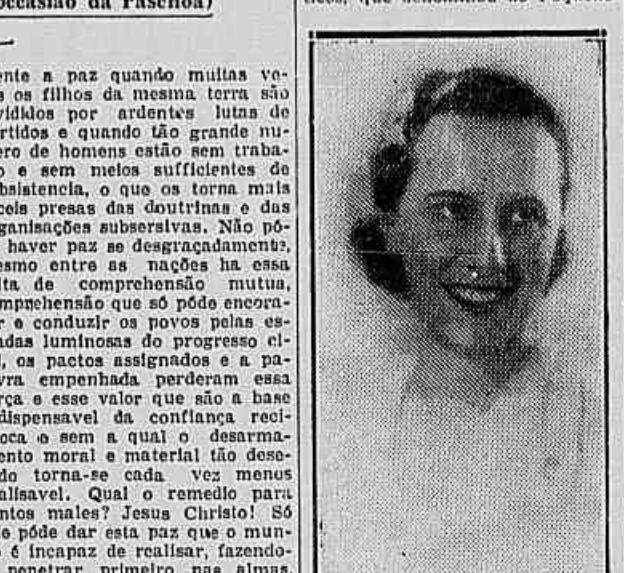 occasião da Paschoa)
ente a paz quando muitas ve-
s os filhos da mesma terra são
vididos por ardentes lutas de
rtidos e quando tão grande nu-
ero de homens estão sem traba-
o e sem meios sufficientes de
bsistencia, o que os torna mais
ceis presas das doutrinas e das
ganisações subsersivas. Não pó-
haver paz se desgraçadamente,
esmo entre as nações ha essa
lta de comprehensão mutua,
mprehensão que só póde encora-
r e conduzir os povos pelas es-
adas luminosas do progresso ci-
l, os pactos assignados e a pa-
vra empenhada perderam essa
rça e esse valor que são a base
dispensavel da confiança reci-
oca e sem a qual o desarma-
ento moral e material tão dese-
do torna-se cada vez menos
alisavel. Qual o remedio para
ntos males? Jesus Christo! Só
e póde dar esta paz que o mun-
o é incapaz de realisar, fazendo-
penetrar primeiro nas almas,